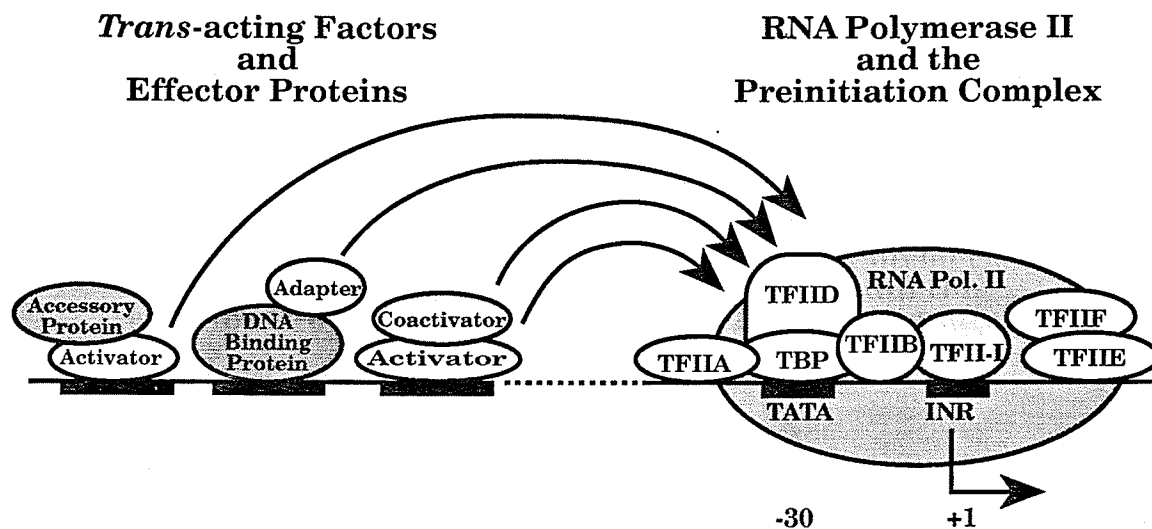 Trans-acting Factors
and
Effector Proteins
RNA Polymerase II
and the
Preinitiation Complex
Accessory
Protein
Activator
Adapter
DNA
Binding
Protein
Coactivator
Activator
TFIID
RNA Pol. II
TFIIA
TBP
TFIIB
TFII-I
TFIIF
TFIIE
TATA
INR
-30
+1